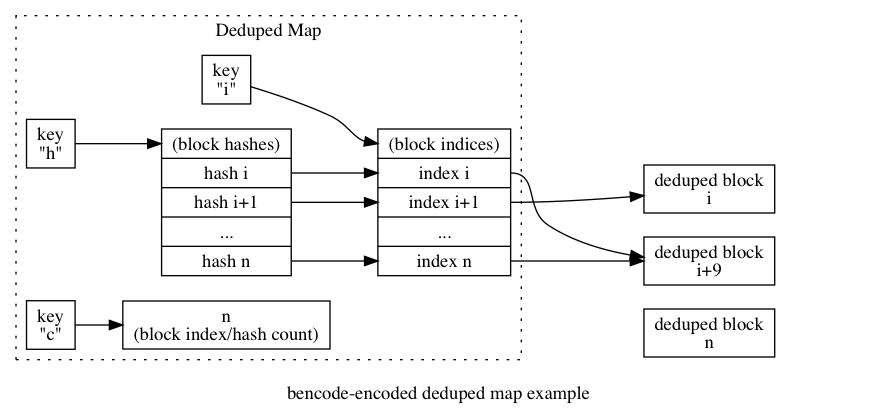 Deduped Map
key
"i"
key
"h"
(block hashes)
(block indices)
hash i
index i
hash i+1
index i+1
...
...
hash n
index n
deduped block
i
deduped block
i+9
deduped block
n
key
"c"
n
(block index/hash count)
bencode-encoded deduped map example